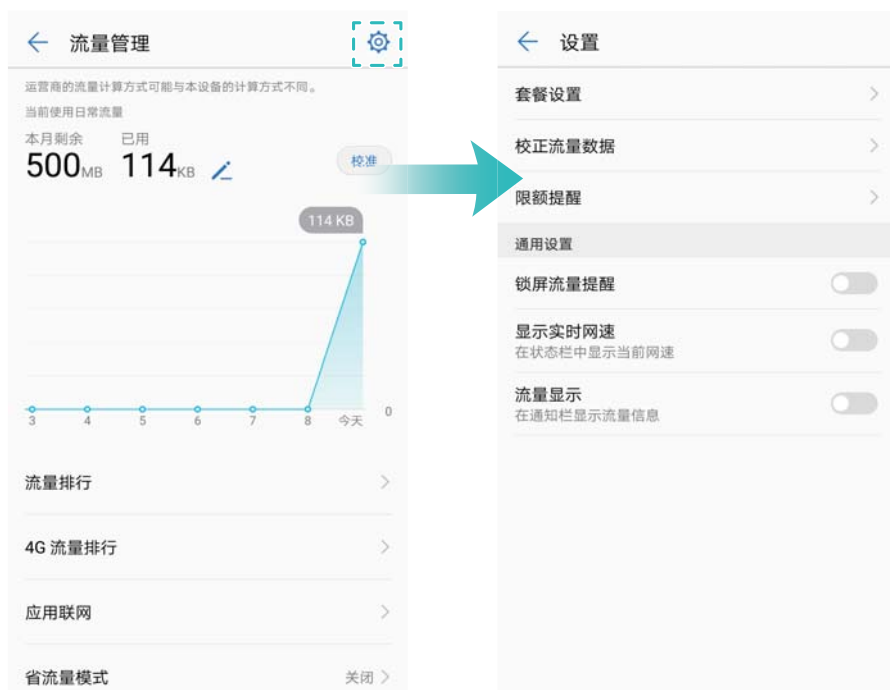 流量管理
运营商的流量计算方式可能与本设备的计算方式不同。
当前使用日常流量
本月剩余 已用
500MB 114KB 校准
114 KB
0
3 4 5 6 7 8 今天
流量排行
4G 流量排行
应用联网
省流量模式 关闭
设置
套餐设置
校正流量数据
限额提醒
通用设置
锁屏流量提醒
显示实时网速
在状态栏中显示当前网速
流量显示
在通知栏显示流量信息